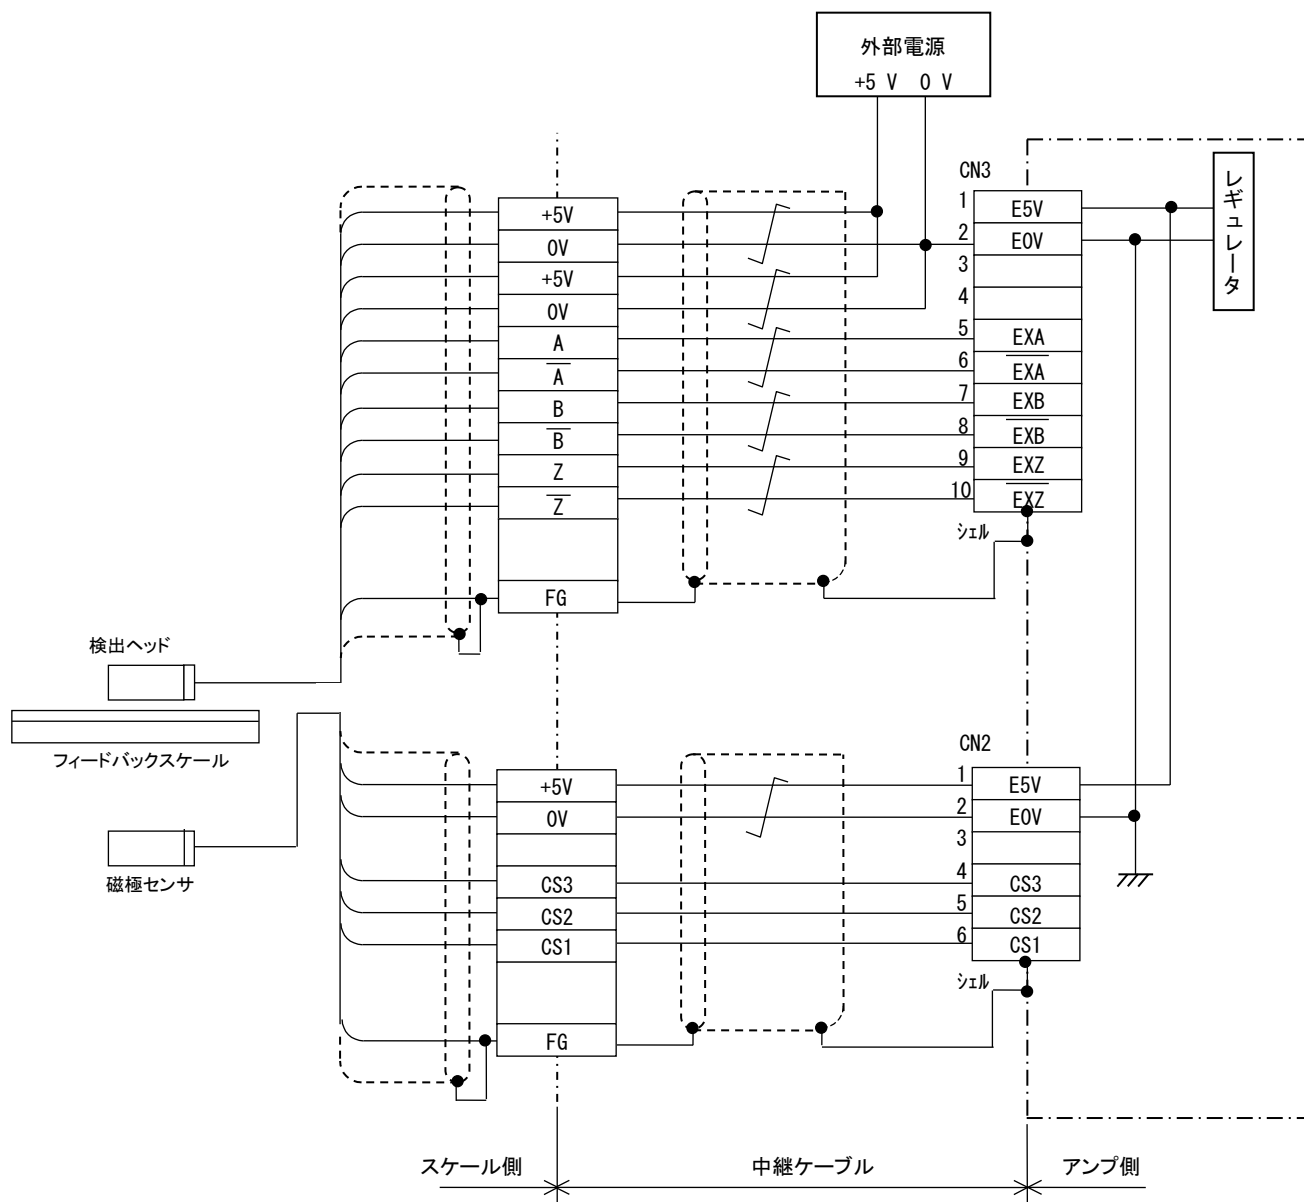 外部電源
+5 V 0 V
CN3
レギュレータ
+5V
0V
+5V
0V
A
A̅
B
B̅
Z
Z̅
FG
1 E5V
2 E0V
3
4
5 EXA
6 E̅X̅A̅
7 EXB
8 E̅X̅B̅
9 EXZ
10 E̅X̅Z̅
シェル
検出ヘッド
フィードバックスケール
磁極センサ
CN2
+5V
0V
CS3
CS2
CS1
FG
1 E5V
2 E0V
3
4 CS3
5 CS2
6 CS1
シェル
スケール側
中継ケーブル
アンプ側